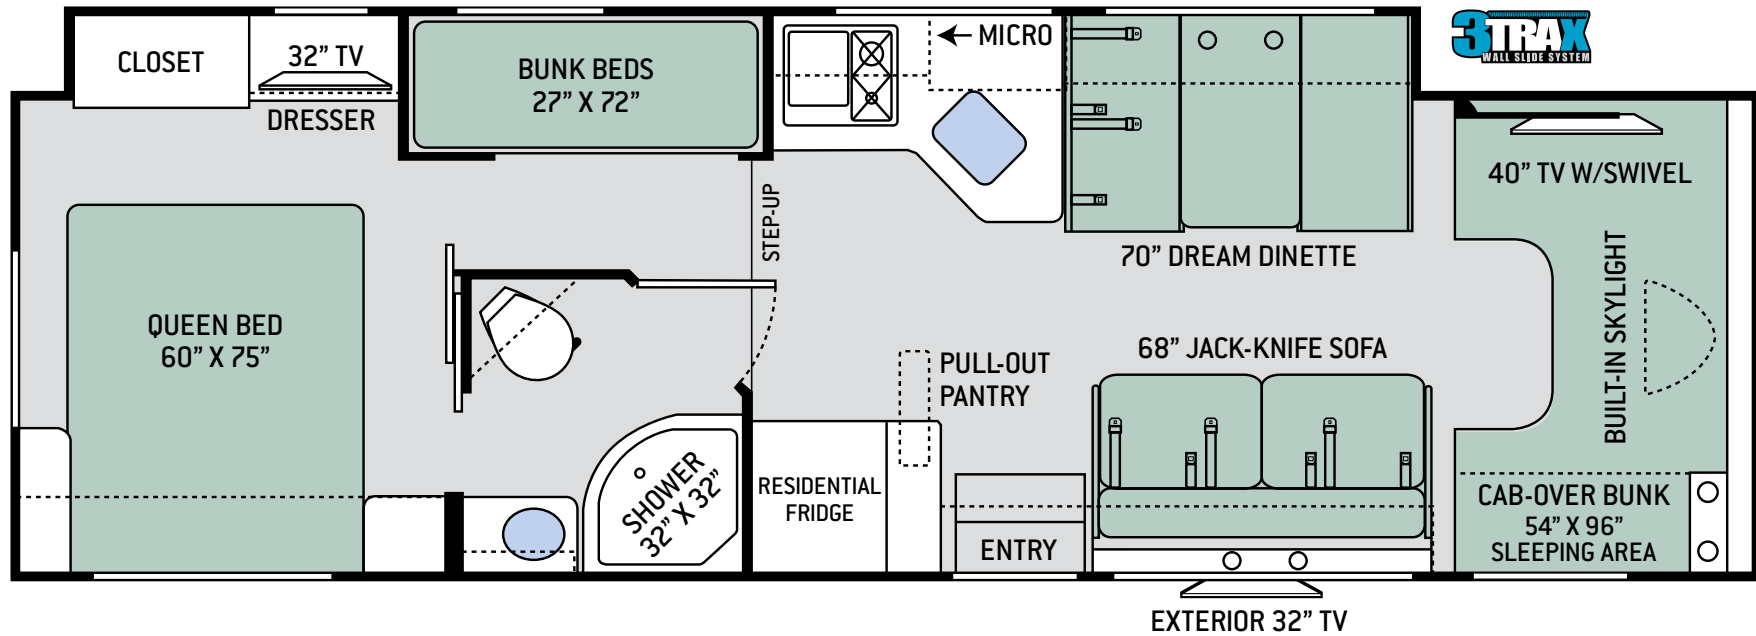 3TRAX
WALL SLIDE SYSTEM
CLOSET
32” TV
DRESSER
BUNK BEDS
27” X 72”
MICRO
STEP-UP
70” DREAM DINETTE
40” TV W/SWIVEL
BUILT-IN SKYLIGHT
QUEEN BED
60” X 75”
68” JACK-KNIFE SOFA
PULL-OUT
PANTRY
SHOWER
32” X 32”
RESIDENTIAL
FRIDGE
ENTRY
CAB-OVER BUNK
54” X 96”
SLEEPING AREA
EXTERIOR 32” TV